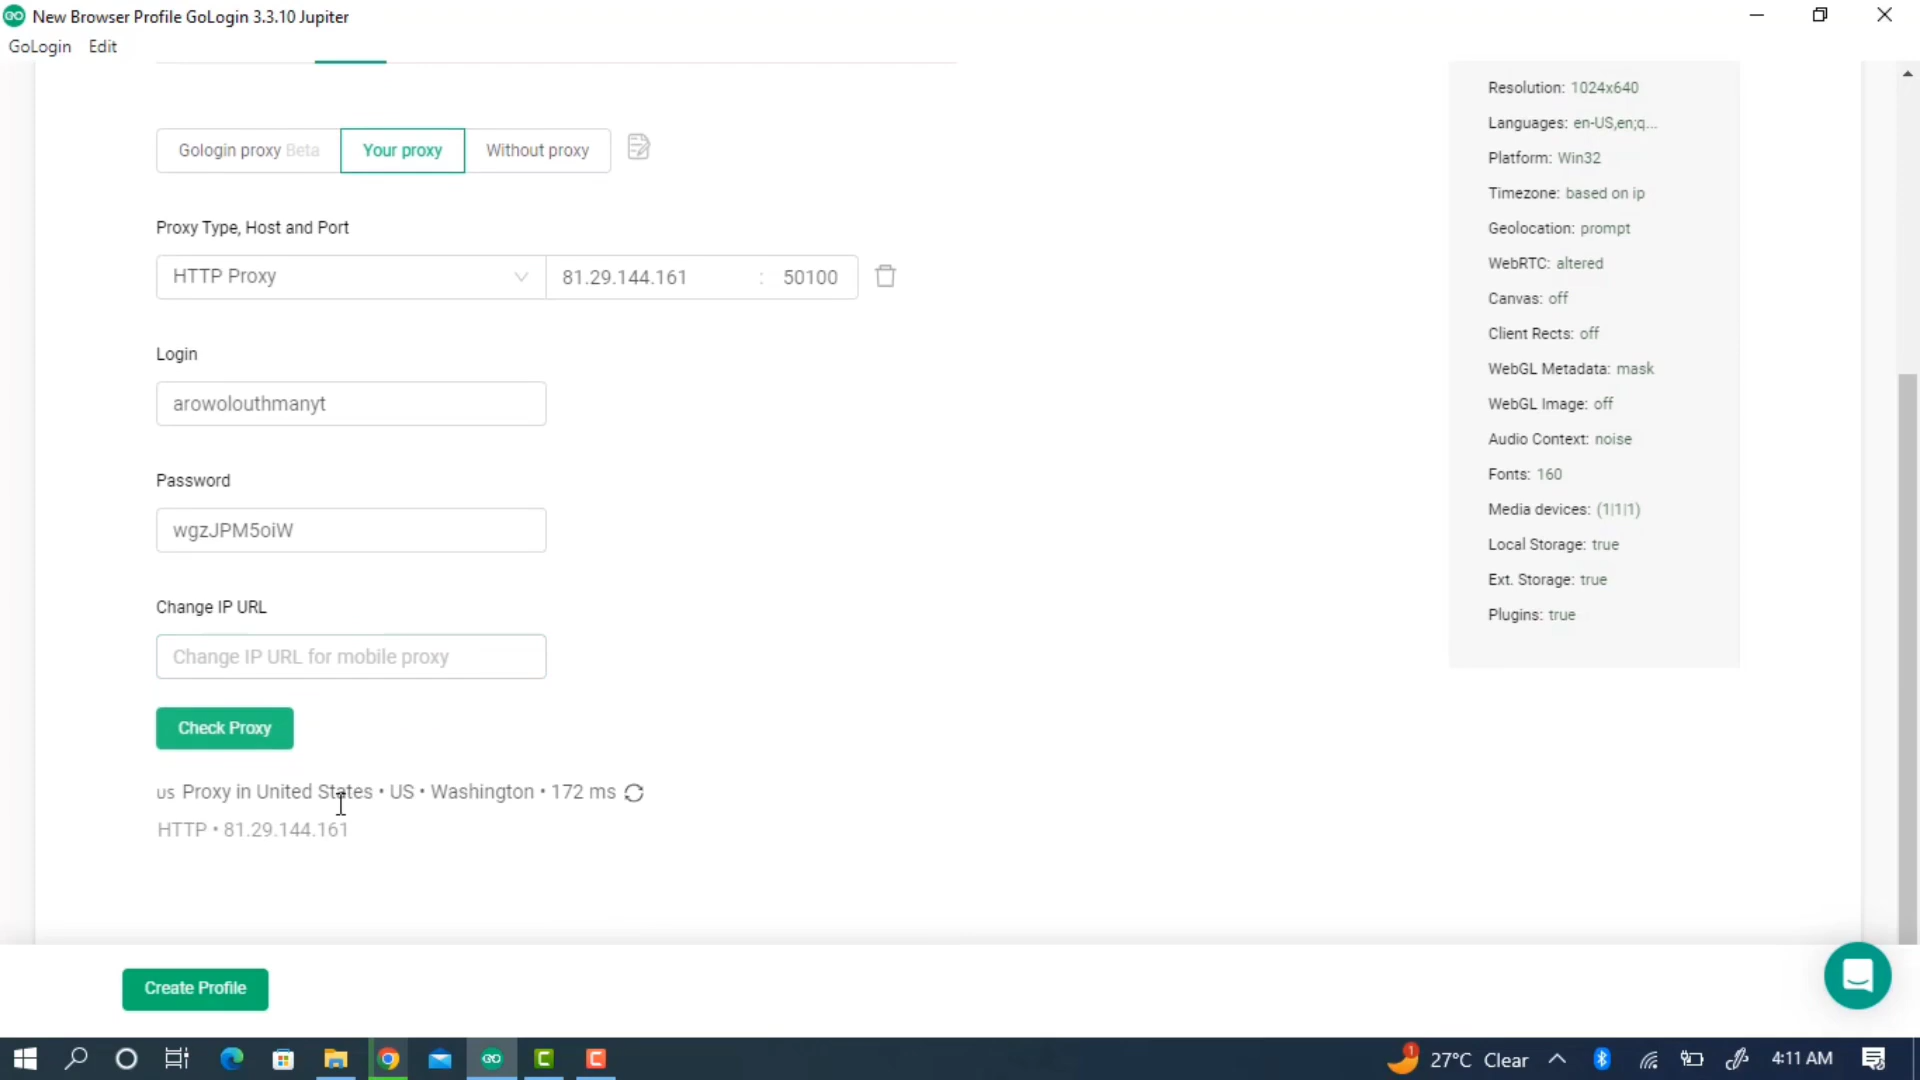 New Browser Profile GoLogin 3.3.10 Jupiter
GoLogin Edit
Gologin proxy Beta
Your proxy
Without proxy
Proxy Type, Host and Port
HTTP Proxy
81.29.144.161 : 50100
Login
arowolouthmanyt
Password
wgzJPM5oiW
Change IP URL
Change IP URL for mobile proxy
Check Proxy
us Proxy in United States • US • Washington • 172 ms
HTTP • 81.29.144.161
Create Profile
Resolution: 1024x640
Languages: en-US,en;q...
Platform: Win32
Timezone: based on ip
Geolocation: prompt
WebRTC: altered
Canvas: off
Client Rects: off
WebGL Metadata: mask
WebGL Image: off
Audio Context: noise
Fonts: 160
Media devices: (1|1|1)
Local Storage: true
Ext. Storage: true
Plugins: true
GO
C
C
1
27°C Clear
4:11 AM